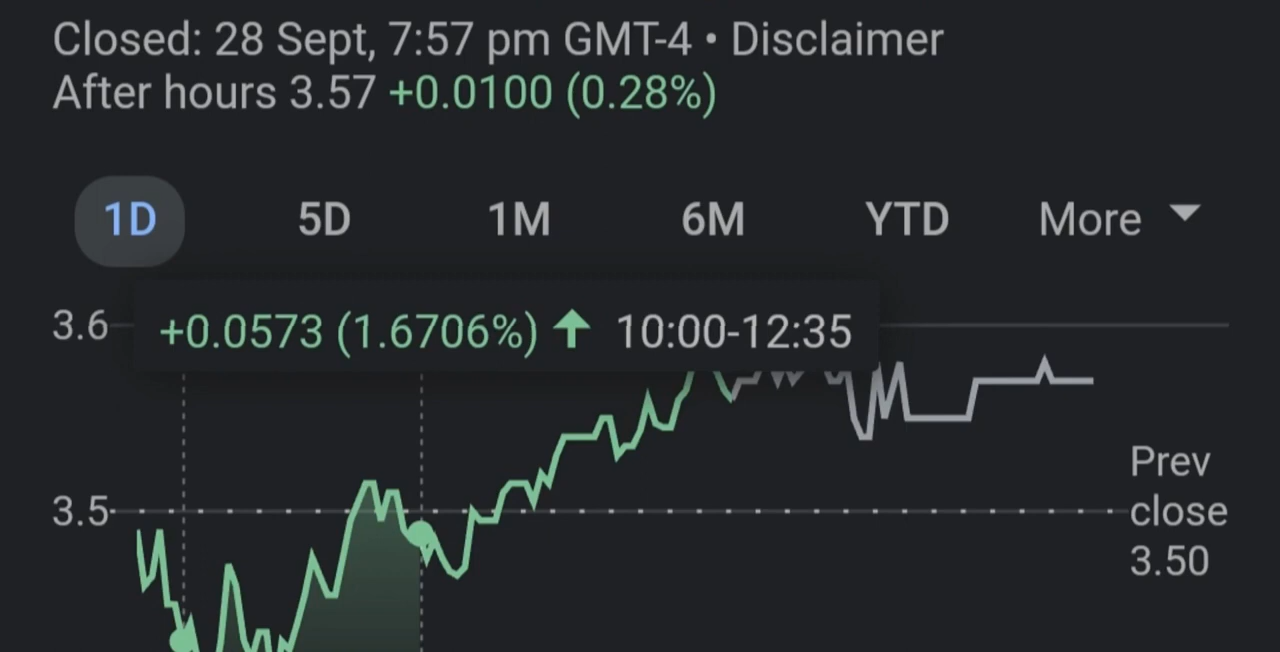 Closed: 28 Sept, 7:57 pm GMT-4 • Disclaimer
After hours 3.57 +0.0100 (0.28%)
1D 5D 1M 6M YTD More
3.6
+0.0573 (1.6706%) ↑ 10:00-12:35
3.5
Prev
close
3.50